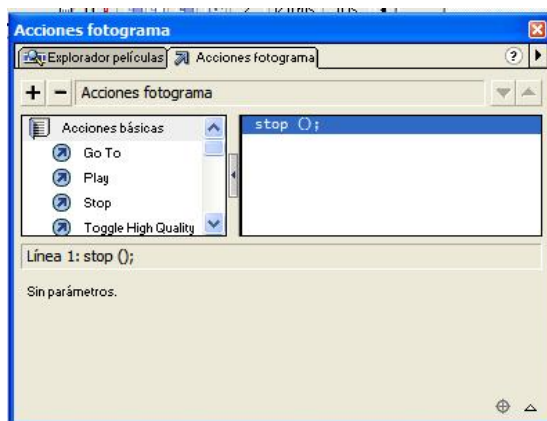 Acciones fotograma
Explorador películas Acciones fotograma ?
+ - Acciones fotograma
Acciones básicas
Go To
Play
Stop
Toggle High Quality
stop ();
Línea 1: stop ();
Sin parámetros.